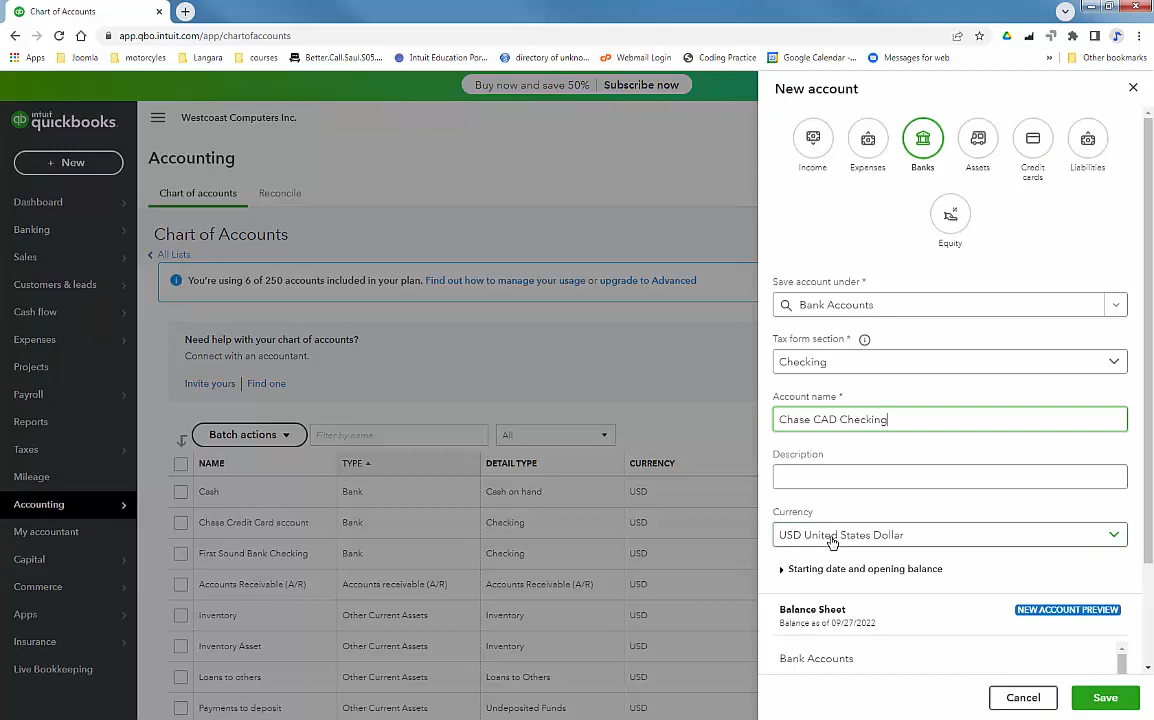 Chart of Accounts
app.qbo.intuit.com/app/chartofaccounts
Apps
Joomla
motorcyles
Langara
courses
Better.Call.Saul.S05....
Intuit Education Por...
directory of unkno...
Webmail Login
Coding Practice
Google Calendar -...
Messages for web
»
Other bookmarks
Buy now and save 50% Subscribe now
intuit
quickbooks.
+ New
Dashboard
Banking
Sales
Customers & leads
Cash flow
Expenses
Projects
Payroll
Reports
Taxes
Mileage
Accounting
My accountant
Capital
Commerce
Apps
Insurance
Live Bookkeeping
Westcoast Computers Inc.
Accounting
Chart of accounts Reconcile
Chart of Accounts
All Lists
You're using 6 of 250 accounts included in your plan. Find out how to manage your usage or upgrade to Advanced
Need help with your chart of accounts?
Connect with an accountant.
Invite yours Find one
Batch actions Filter by name All
NAME TYPE DETAIL TYPE CURRENCY
Cash Bank Cash on hand USD
Chase Credit Card account Bank Checking USD
First Sound Bank Checking Bank Checking USD
Accounts Receivable (A/R) Accounts receivable (A/R) Accounts Receivable (A/R) USD
Inventory Other Current Assets Inventory USD
Inventory Asset Other Current Assets Inventory USD
Loans to others Other Current Assets Loans to Others USD
Payments to deposit Other Current Assets Undeposited Funds USD
New account
Income Expenses Banks Assets Credit Liabilities
cards
Equity
Save account under *
Bank Accounts
Tax form section *
Checking
Account name *
Chase CAD Checking
Description
Currency
USD United States Dollar
Starting date and opening balance
Balance Sheet NEW ACCOUNT PREVIEW
Balance as of 09/27/2022
Bank Accounts
Cancel Save